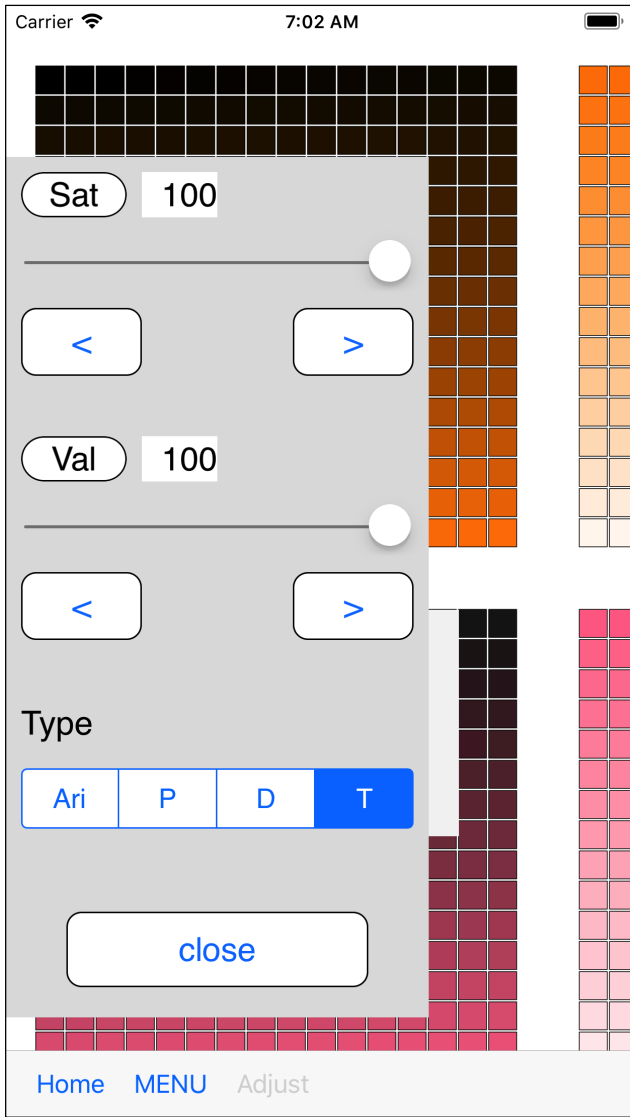 Carrier 7:02 AM
Sat 100
< >
Val 100
< >
Type
Ari P D T
close
Home MENU Adjust